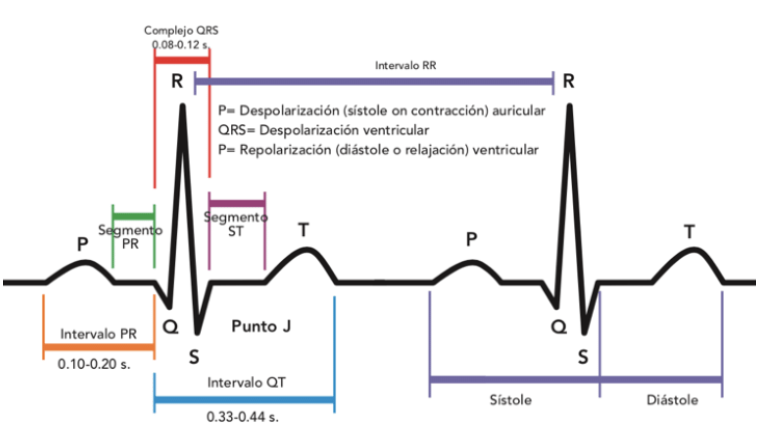 Complejo QRS
0.08-0.12 s.
Intervalo RR
R
R
P= Despolarización (sístole on contracción) auricular
QRS= Despolarización ventricular
P= Repolarización (diástole o relajación) ventricular
Segmento
PR
Segmento
ST
P
T
P
T
Q
S
Punto J
Q
S
Intervalo PR
0.10-0.20 s.
Intervalo QT
0.33-0.44 s.
Sístole
Diástole